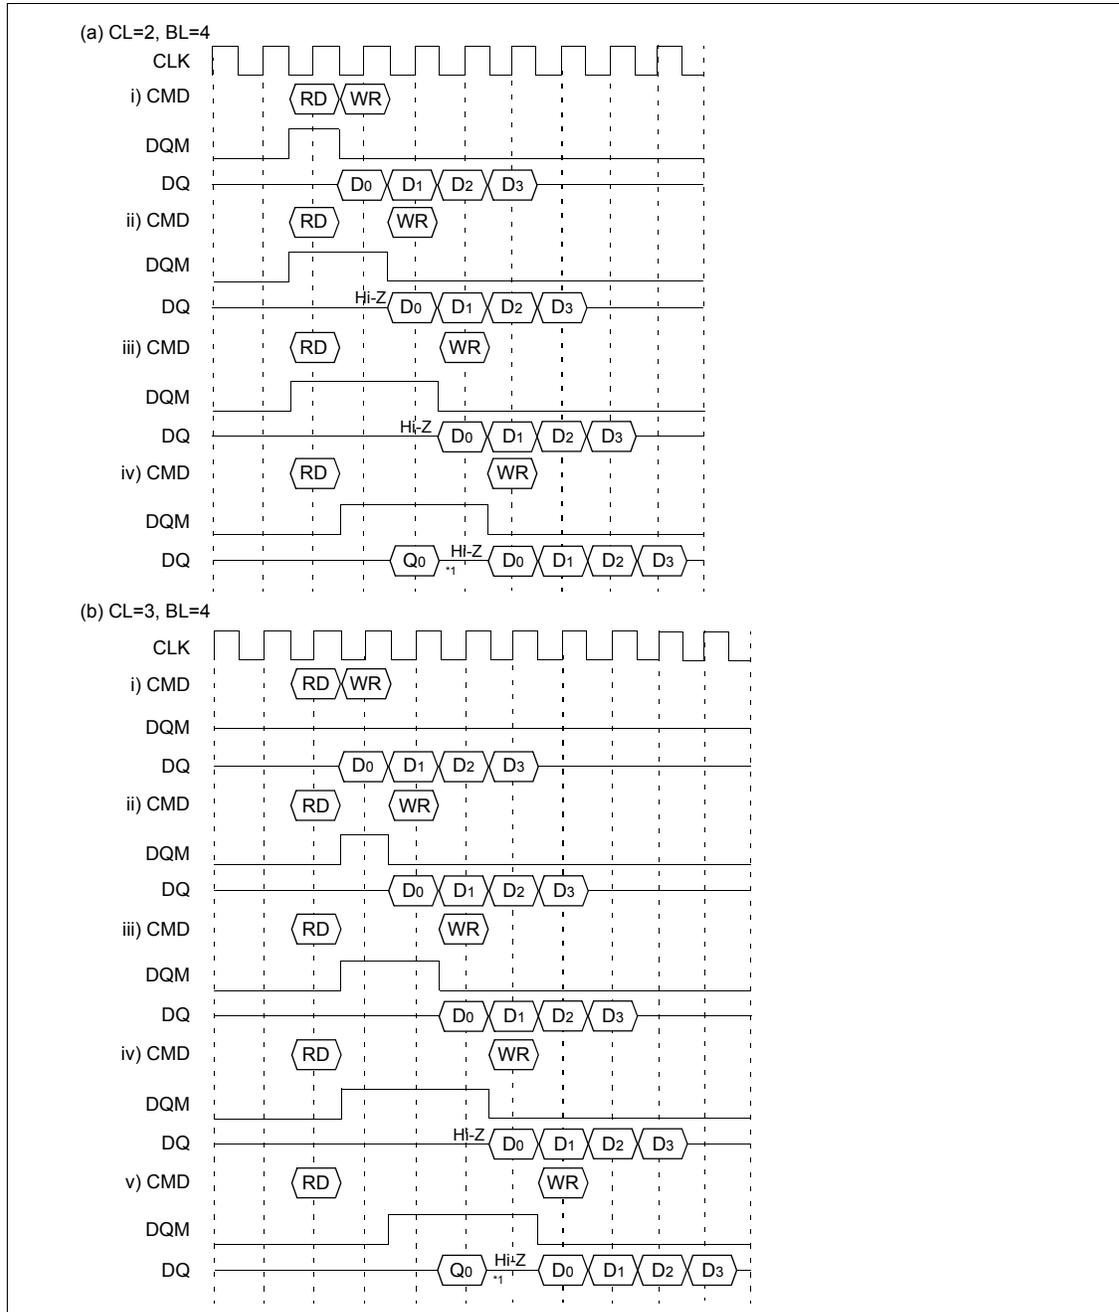 (a) CL=2, BL=4
CLK
i) CMD RD WR
DQM
DQ D0 D1 D2 D3
ii) CMD RD WR
DQM
DQ Hi-Z D0 D1 D2 D3
iii) CMD RD WR
DQM
DQ Hi-Z D0 D1 D2 D3
iv) CMD RD WR
DQM
DQ Q0 Hi-Z *1 D0 D1 D2 D3
(b) CL=3, BL=4
CLK
i) CMD RD WR
DQM
DQ D0 D1 D2 D3
ii) CMD RD WR
DQM
DQ D0 D1 D2 D3
iii) CMD RD WR
DQM
DQ D0 D1 D2 D3
iv) CMD RD WR
DQM
DQ Hi-Z D0 D1 D2 D3
v) CMD RD WR
DQM
DQ Q0 Hi-Z *1 D0 D1 D2 D3